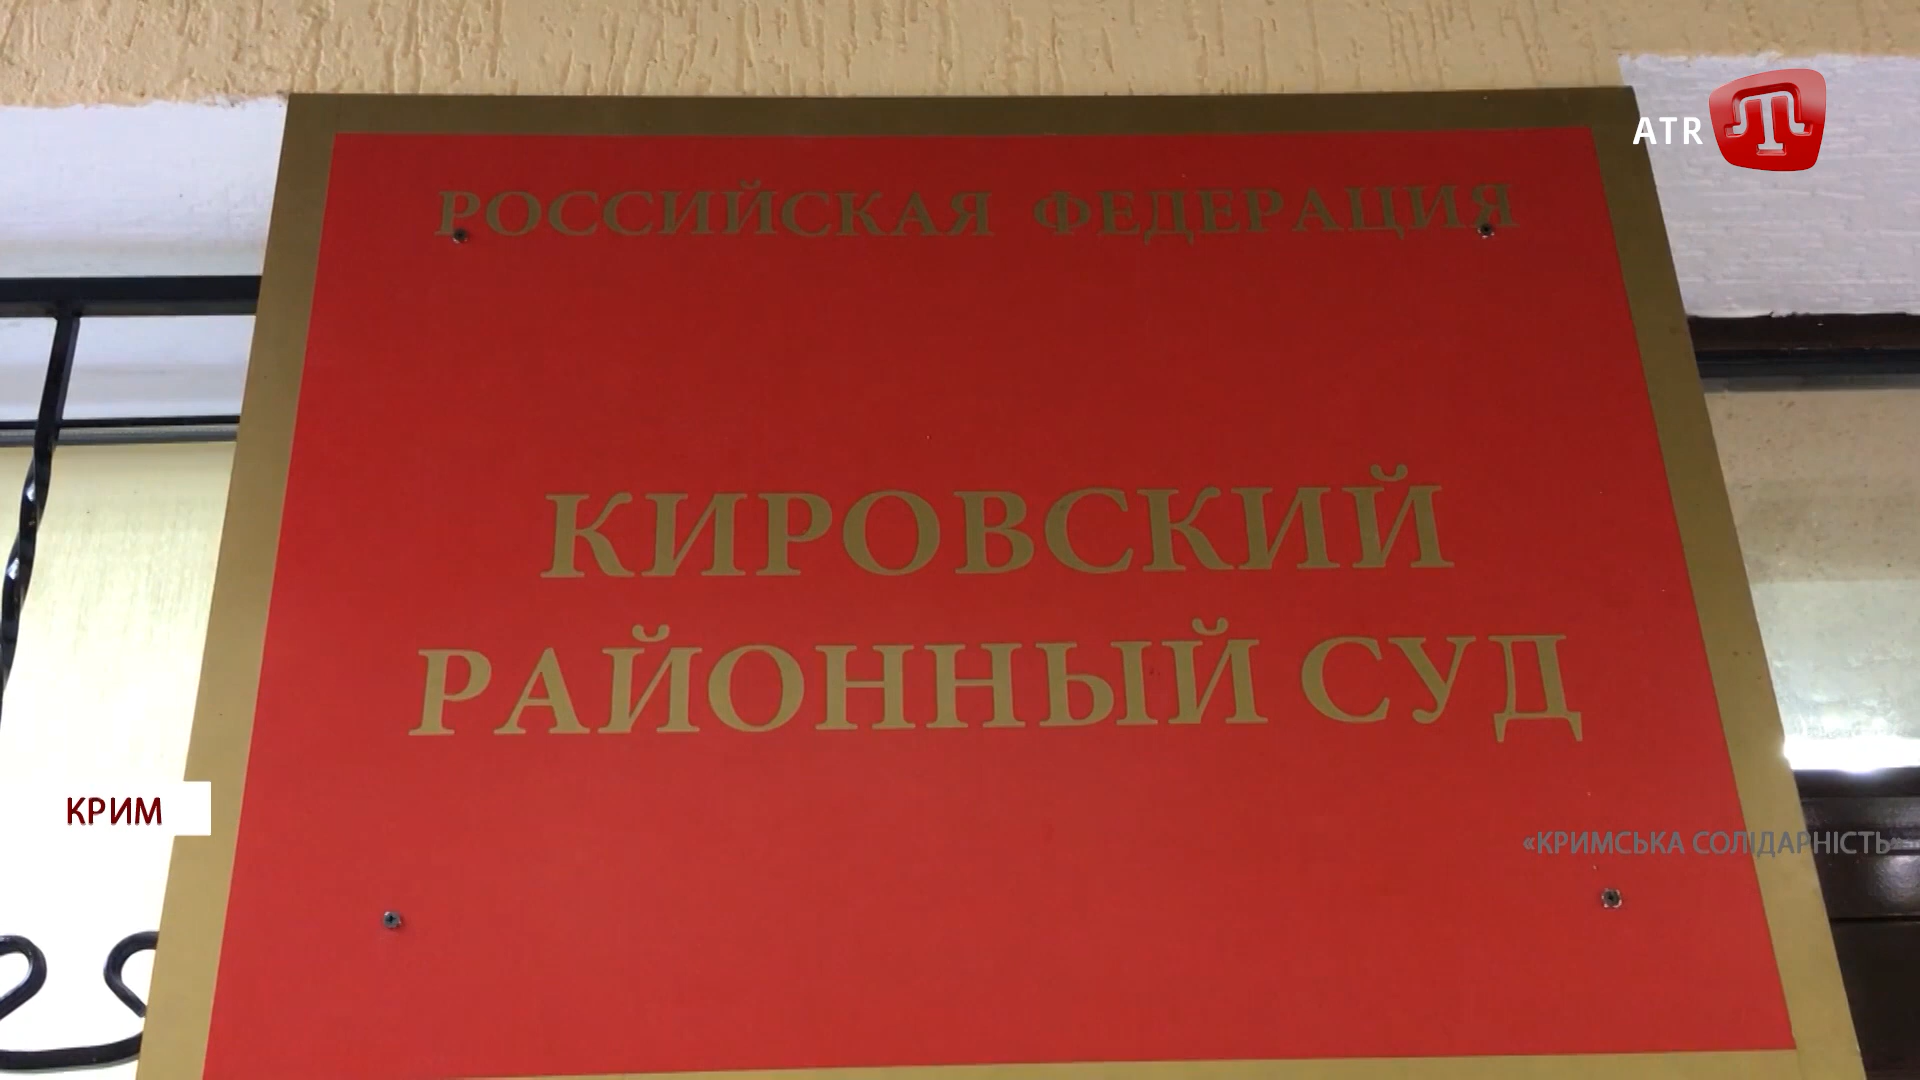 ATR
РОССИЙСКАЯ ФЕДЕРАЦИЯ
КИРОВСКИЙ
РАЙОННЫЙ СУД
КРИМ
«КРИМСЬКА СОЛІДАРНІСТЬ»